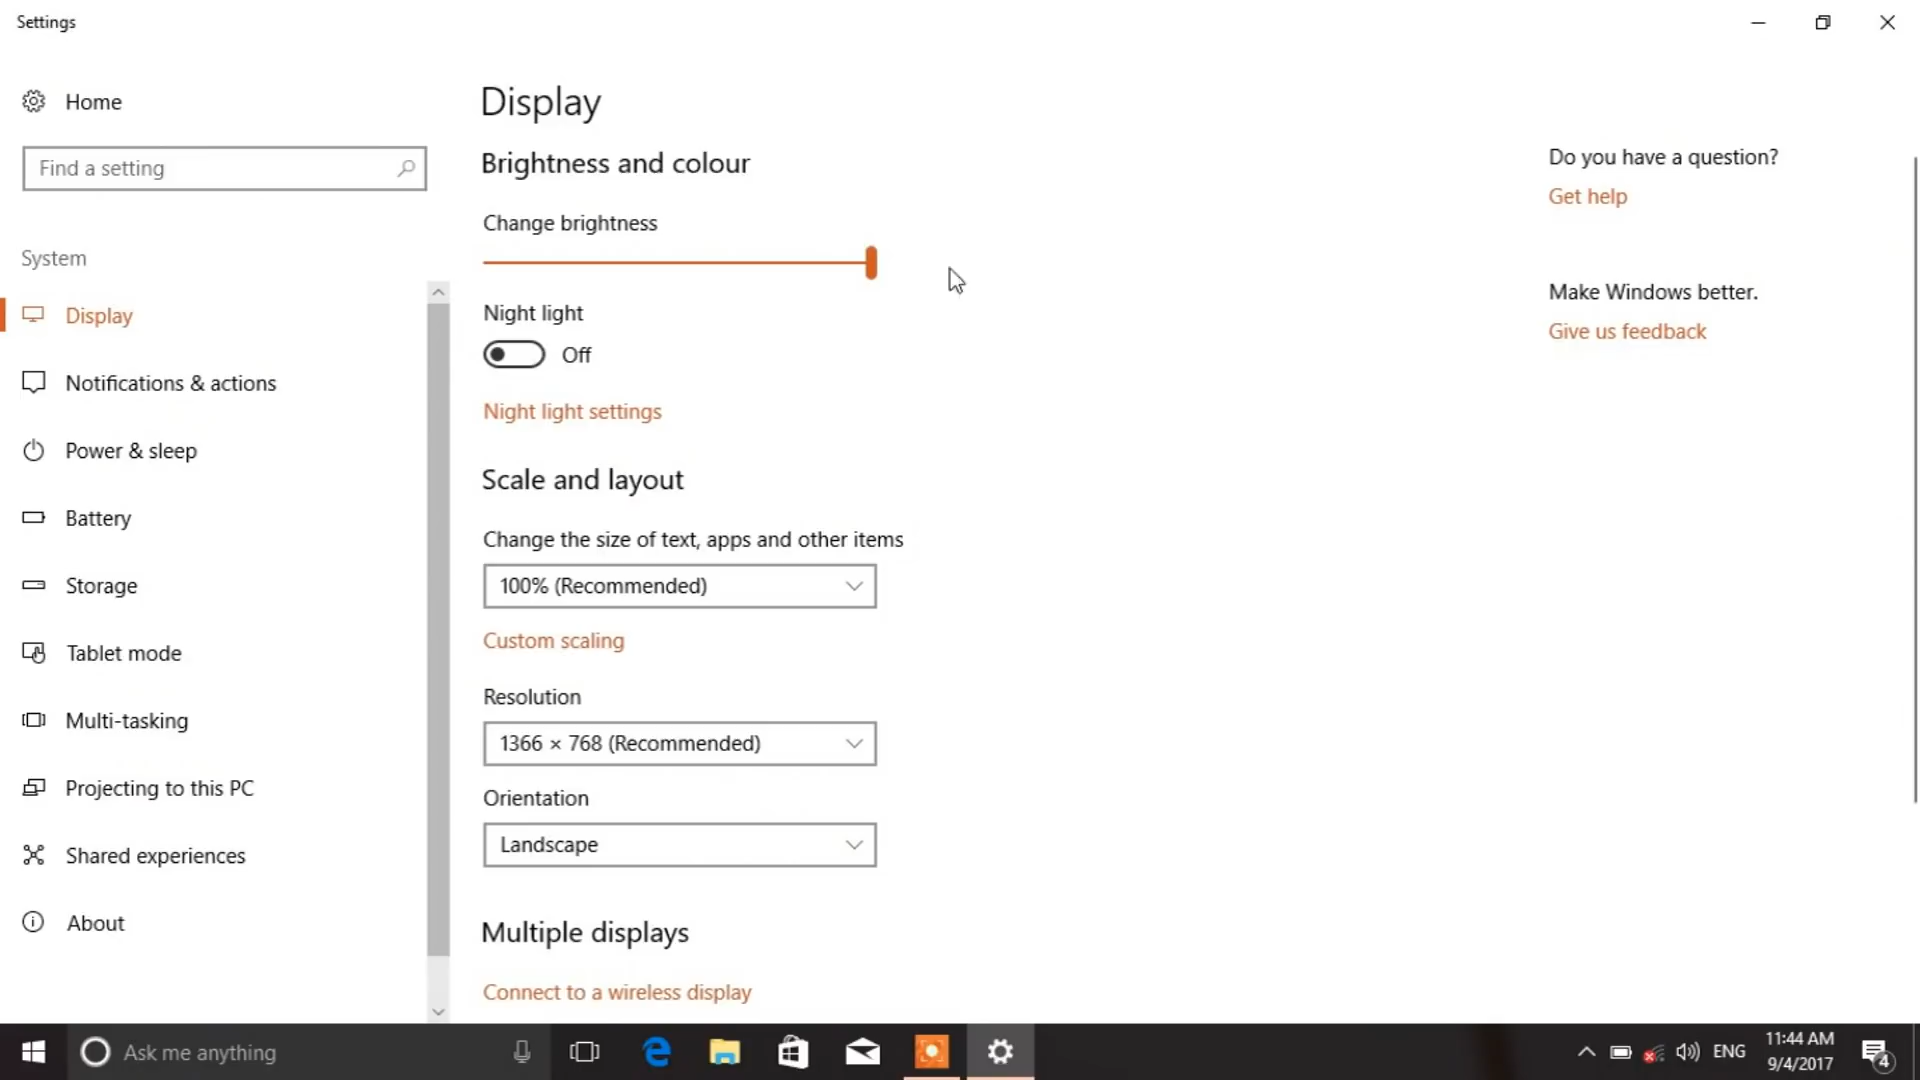 Settings
Home
Find a setting
System
Display
Notifications & actions
Power & sleep
Battery
Storage
Tablet mode
Multi-tasking
Projecting to this PC
Shared experiences
About
Display
Brightness and colour
Change brightness
Night light
Off
Night light settings
Scale and layout
Change the size of text, apps and other items
100% (Recommended)
Custom scaling
Resolution
1366 × 768 (Recommended)
Orientation
Landscape
Multiple displays
Connect to a wireless display
Do you have a question?
Get help
Make Windows better.
Give us feedback
Ask me anything
ENG
11:44 AM
9/4/2017
4